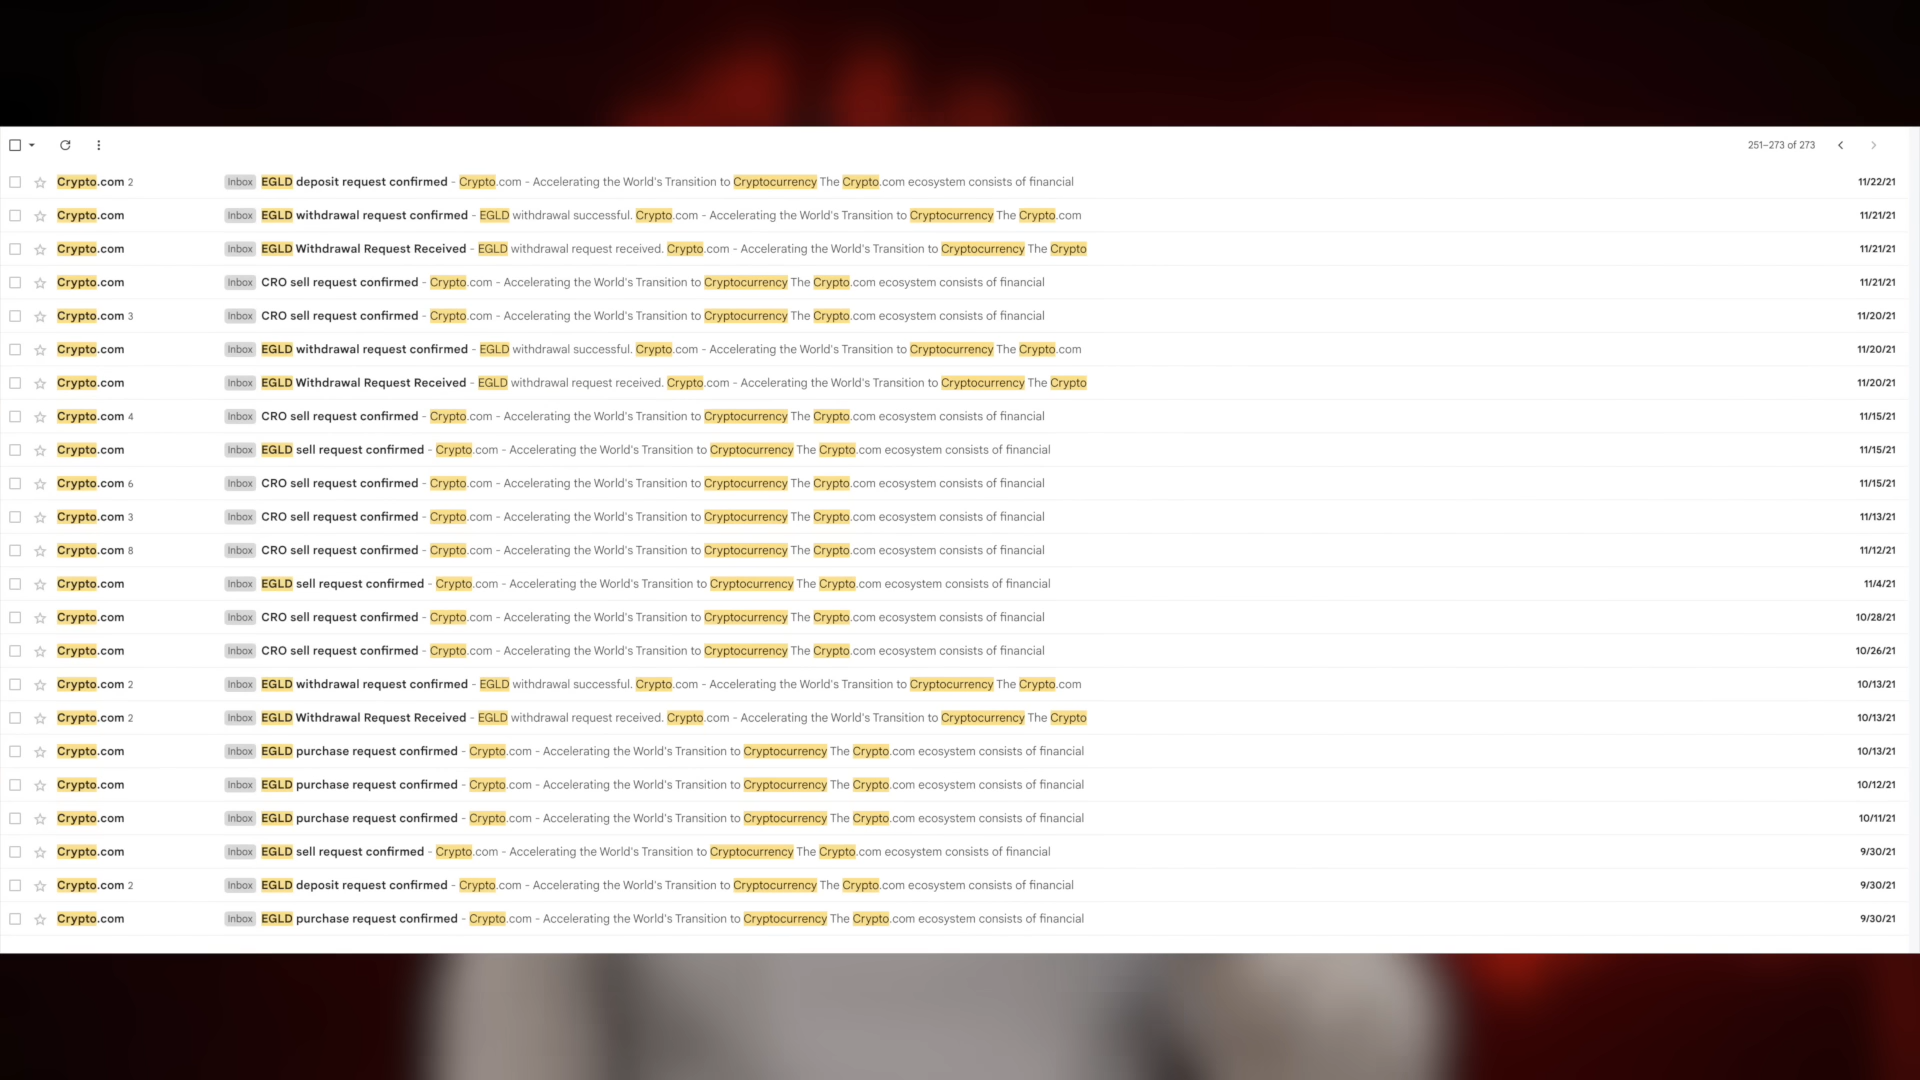 251–273 of 273
Crypto.com 2 Inbox EGLD deposit request confirmed - Crypto.com - Accelerating the World's Transition to Cryptocurrency The Crypto.com ecosystem consists of financial 11/22/21
Crypto.com Inbox EGLD withdrawal request confirmed - EGLD withdrawal successful. Crypto.com - Accelerating the World's Transition to Cryptocurrency The Crypto.com 11/21/21
Crypto.com Inbox EGLD Withdrawal Request Received - EGLD withdrawal request received. Crypto.com - Accelerating the World's Transition to Cryptocurrency The Crypto 11/21/21
Crypto.com Inbox CRO sell request confirmed - Crypto.com - Accelerating the World's Transition to Cryptocurrency The Crypto.com ecosystem consists of financial 11/21/21
Crypto.com 3 Inbox CRO sell request confirmed - Crypto.com - Accelerating the World's Transition to Cryptocurrency The Crypto.com ecosystem consists of financial 11/20/21
Crypto.com Inbox EGLD withdrawal request confirmed - EGLD withdrawal successful. Crypto.com - Accelerating the World's Transition to Cryptocurrency The Crypto.com 11/20/21
Crypto.com Inbox EGLD Withdrawal Request Received - EGLD withdrawal request received. Crypto.com - Accelerating the World's Transition to Cryptocurrency The Crypto 11/20/21
Crypto.com 4 Inbox CRO sell request confirmed - Crypto.com - Accelerating the World's Transition to Cryptocurrency The Crypto.com ecosystem consists of financial 11/15/21
Crypto.com Inbox EGLD sell request confirmed - Crypto.com - Accelerating the World's Transition to Cryptocurrency The Crypto.com ecosystem consists of financial 11/15/21
Crypto.com 6 Inbox CRO sell request confirmed - Crypto.com - Accelerating the World's Transition to Cryptocurrency The Crypto.com ecosystem consists of financial 11/15/21
Crypto.com 3 Inbox CRO sell request confirmed - Crypto.com - Accelerating the World's Transition to Cryptocurrency The Crypto.com ecosystem consists of financial 11/13/21
Crypto.com 8 Inbox CRO sell request confirmed - Crypto.com - Accelerating the World's Transition to Cryptocurrency The Crypto.com ecosystem consists of financial 11/12/21
Crypto.com Inbox EGLD sell request confirmed - Crypto.com - Accelerating the World's Transition to Cryptocurrency The Crypto.com ecosystem consists of financial 11/4/21
Crypto.com Inbox CRO sell request confirmed - Crypto.com - Accelerating the World's Transition to Cryptocurrency The Crypto.com ecosystem consists of financial 10/28/21
Crypto.com Inbox CRO sell request confirmed - Crypto.com - Accelerating the World's Transition to Cryptocurrency The Crypto.com ecosystem consists of financial 10/26/21
Crypto.com 2 Inbox EGLD withdrawal request confirmed - EGLD withdrawal successful. Crypto.com - Accelerating the World's Transition to Cryptocurrency The Crypto.com 10/13/21
Crypto.com 2 Inbox EGLD Withdrawal Request Received - EGLD withdrawal request received. Crypto.com - Accelerating the World's Transition to Cryptocurrency The Crypto 10/13/21
Crypto.com Inbox EGLD purchase request confirmed - Crypto.com - Accelerating the World's Transition to Cryptocurrency The Crypto.com ecosystem consists of financial 10/13/21
Crypto.com Inbox EGLD purchase request confirmed - Crypto.com - Accelerating the World's Transition to Cryptocurrency The Crypto.com ecosystem consists of financial 10/12/21
Crypto.com Inbox EGLD purchase request confirmed - Crypto.com - Accelerating the World's Transition to Cryptocurrency The Crypto.com ecosystem consists of financial 10/11/21
Crypto.com Inbox EGLD sell request confirmed - Crypto.com - Accelerating the World's Transition to Cryptocurrency The Crypto.com ecosystem consists of financial 9/30/21
Crypto.com 2 Inbox EGLD deposit request confirmed - Crypto.com - Accelerating the World's Transition to Cryptocurrency The Crypto.com ecosystem consists of financial 9/30/21
Crypto.com Inbox EGLD purchase request confirmed - Crypto.com - Accelerating the World's Transition to Cryptocurrency The Crypto.com ecosystem consists of financial 9/30/21